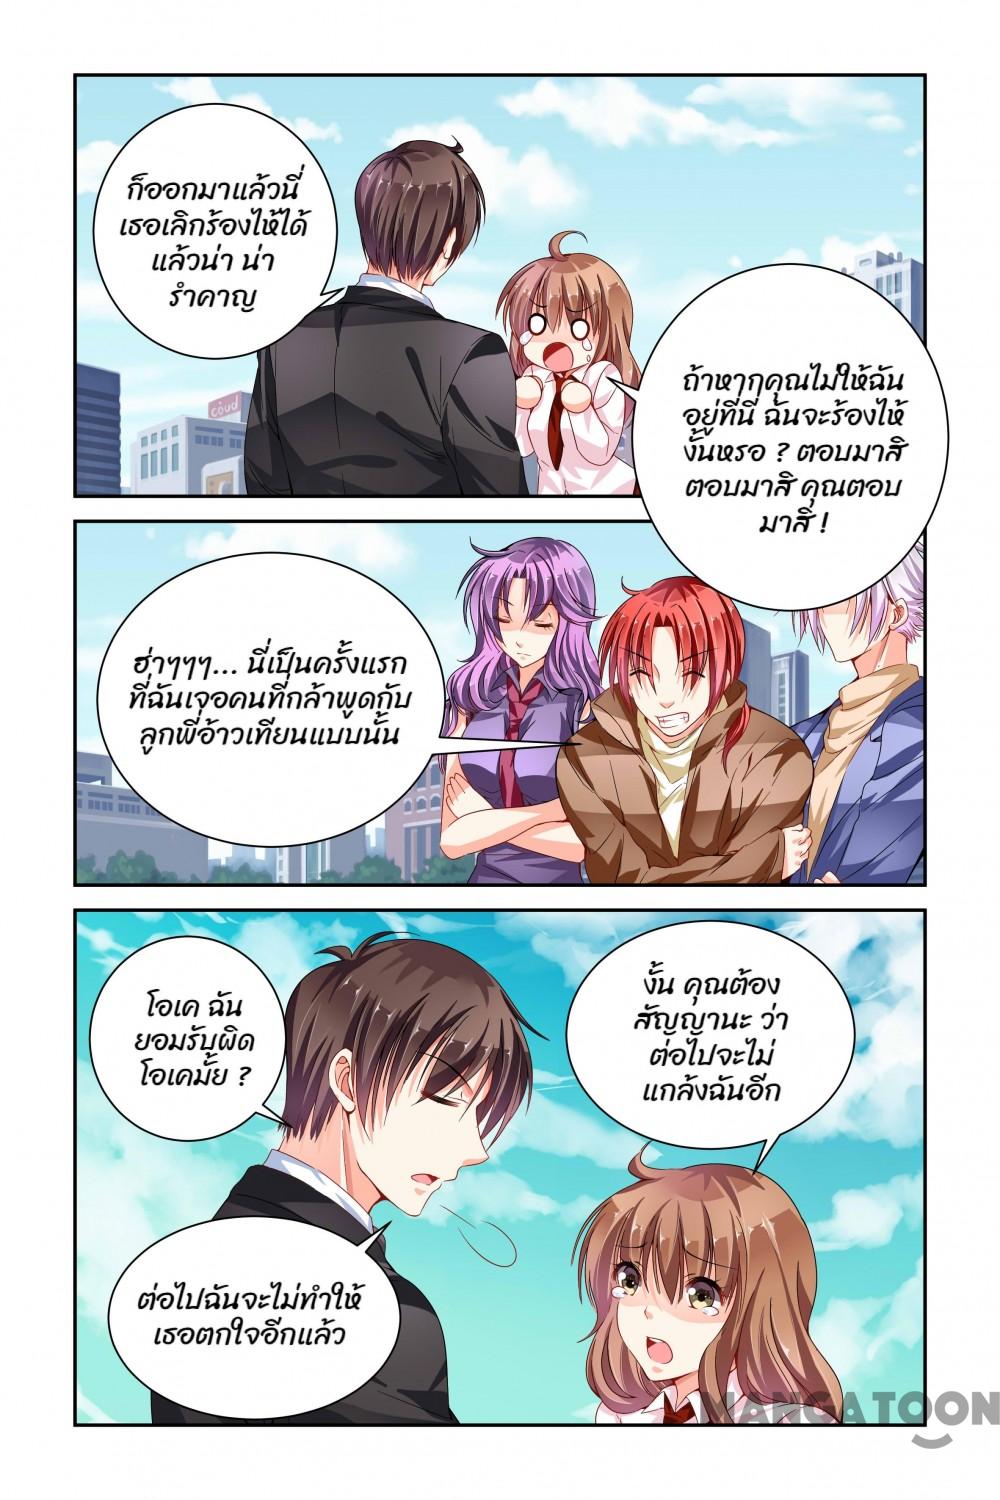 ก็ออกมาแล้วนี่
เธอเลิกร้องไห้ได้
แล้วน่า น่า
รำคาญ
coud
ถ้าหากคุณไม่ให้ฉัน
อยู่ที่นี่ ฉันจะร้องไห้
งั้นหรอ ? ตอบมาสิ
ตอบมาสิ คุณตอบ
มาสิ !
ฮ่าๆๆๆ... นี่เป็นครั้งแรก
ที่ฉันเจอคนที่กล้าพูดกับ
ลูกพี่อ้าวเทียนแบบนั้น
โอเค ฉัน
ยอมรับผิด
โอเคมั้ย ?
งั้น คุณต้อง
สัญญานะ ว่า
ต่อไปจะไม่
แกล้งฉันอีก
ต่อไปฉันจะไม่ทำให้
เธอตกใจอีกแล้ว
MANGATOON